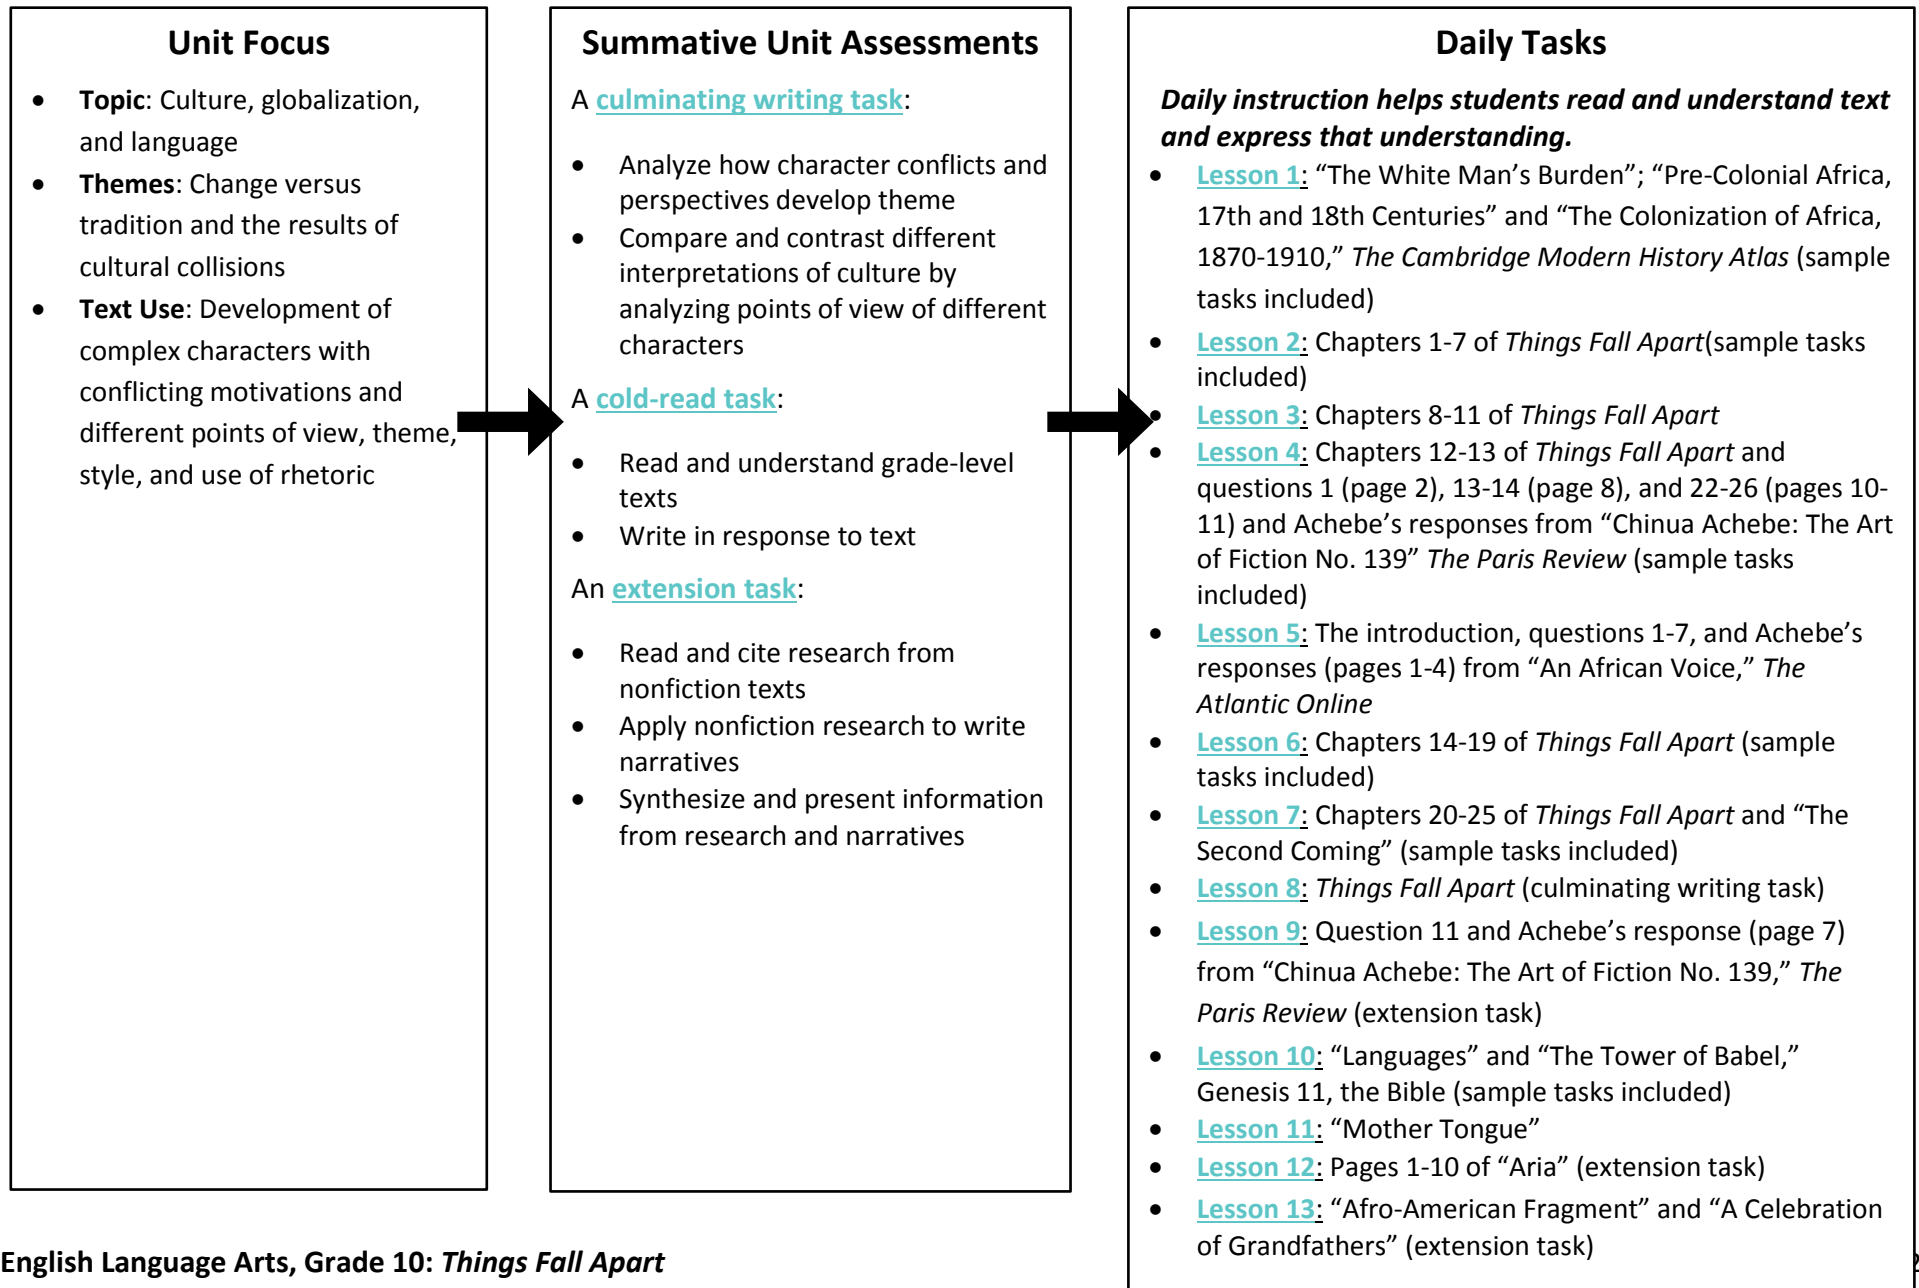 Unit Focus
• Topic: Culture, globalization,
and language
• Themes: Change versus
tradition and the results of
cultural collisions
• Text Use: Development of
complex characters with
conflicting motivations and
different points of view, theme,
style, and use of rhetoric
Summative Unit Assessments
A culminating writing task:
• Analyze how character conflicts and
perspectives develop theme
• Compare and contrast different
interpretations of culture by
analyzing points of view of different
characters
A cold-read task:
• Read and understand grade-level
texts
• Write in response to text
An extension task:
• Read and cite research from
nonfiction texts
• Apply nonfiction research to write
narratives
• Synthesize and present information
from research and narratives
Daily Tasks
Daily instruction helps students read and understand text
and express that understanding.
• Lesson 1: “The White Man’s Burden”; “Pre-Colonial Africa,
17th and 18th Centuries” and “The Colonization of Africa,
1870-1910,” The Cambridge Modern History Atlas (sample
tasks included)
• Lesson 2: Chapters 1-7 of Things Fall Apart(sample tasks
included)
• Lesson 3: Chapters 8-11 of Things Fall Apart
• Lesson 4: Chapters 12-13 of Things Fall Apart and
questions 1 (page 2), 13-14 (page 8), and 22-26 (pages 10-
11) and Achebe’s responses from “Chinua Achebe: The Art
of Fiction No. 139” The Paris Review (sample tasks
included)
• Lesson 5: The introduction, questions 1-7, and Achebe’s
responses (pages 1-4) from “An African Voice,” The
Atlantic Online
• Lesson 6: Chapters 14-19 of Things Fall Apart (sample
tasks included)
• Lesson 7: Chapters 20-25 of Things Fall Apart and “The
Second Coming” (sample tasks included)
• Lesson 8: Things Fall Apart (culminating writing task)
• Lesson 9: Question 11 and Achebe’s response (page 7)
from “Chinua Achebe: The Art of Fiction No. 139,” The
Paris Review (extension task)
• Lesson 10: “Languages” and “The Tower of Babel,”
Genesis 11, the Bible (sample tasks included)
• Lesson 11: “Mother Tongue”
• Lesson 12: Pages 1-10 of “Aria” (extension task)
• Lesson 13: “Afro-American Fragment” and “A Celebration
of Grandfathers” (extension task)
English Language Arts, Grade 10: Things Fall Apart